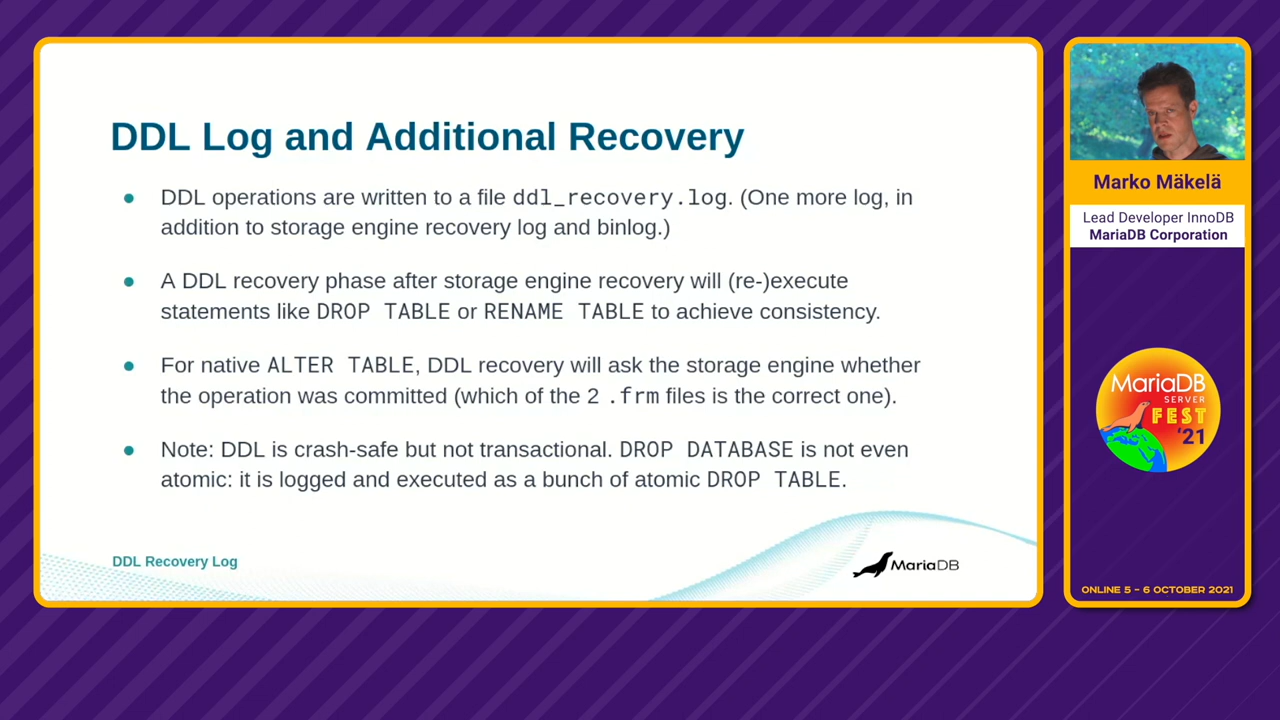 DDL Log and Additional Recovery
● DDL operations are written to a file ddl_recovery.log. (One more log, in
addition to storage engine recovery log and binlog.)
● A DDL recovery phase after storage engine recovery will (re-)execute
statements like DROP TABLE or RENAME TABLE to achieve consistency.
● For native ALTER TABLE, DDL recovery will ask the storage engine whether
the operation was committed (which of the 2 .frm files is the correct one).
● Note: DDL is crash-safe but not transactional. DROP DATABASE is not even
atomic: it is logged and executed as a bunch of atomic DROP TABLE.
DDL Recovery Log
MariaDB
Marko Mäkelä
Lead Developer InnoDB
MariaDB Corporation
MariaDB
SERVER
FEST
'21
ONLINE 5 - 6 OCTOBER 2021